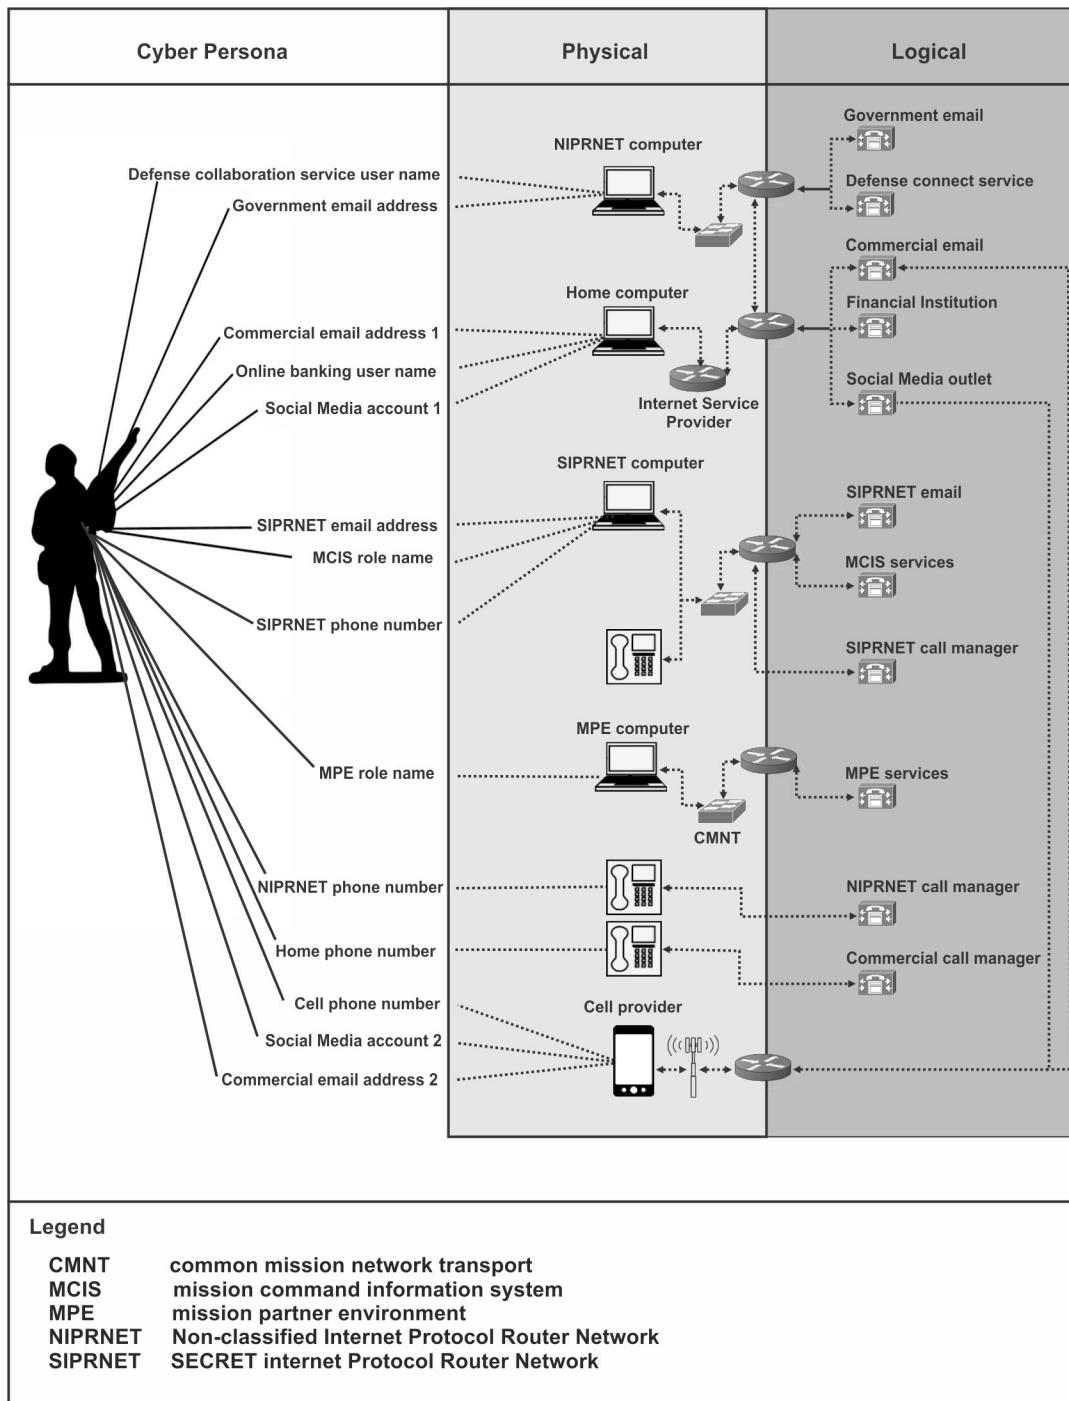 Cyber Persona
Physical
Logical
Government email
NIPRNET computer
Defense collaboration service user name
Defense connect service
Government email address
Commercial email
Home computer
Financial Institution
Commercial email address 1
Online banking user name
Social Media outlet
Social Media account 1
Internet Service
Provider
SIPRNET computer
SIPRNET email
SIPRNET email address
MCIS role name
MCIS services
SIPRNET phone number
SIPRNET call manager
MPE computer
MPE role name
MPE services
CMNT
NIPRNET phone number
NIPRNET call manager
Home phone number
Commercial call manager
Cell phone number
Cell provider
Social Media account 2
Commercial email address 2
Legend
CMNT common mission network transport
MCIS mission command information system
MPE mission partner environment
NIPRNET Non-classified Internet Protocol Router Network
SIPRNET SECRET internet Protocol Router Network